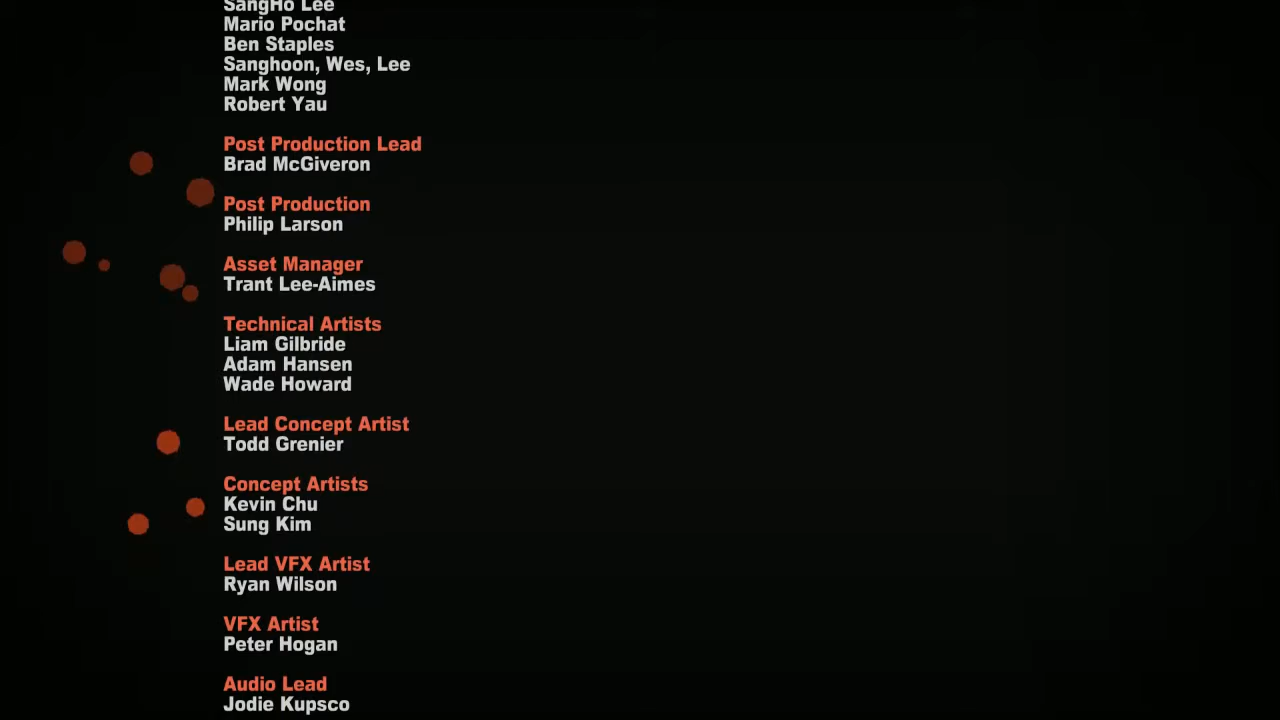 SangHo Lee
Mario Pochat
Ben Staples
Sanghoon, Wes, Lee
Mark Wong
Robert Yau
Post Production Lead
Brad McGiveron
Post Production
Philip Larson
Asset Manager
Trant Lee-Aimes
Technical Artists
Liam Gilbride
Adam Hansen
Wade Howard
Lead Concept Artist
Todd Grenier
Concept Artists
Kevin Chu
Sung Kim
Lead VFX Artist
Ryan Wilson
VFX Artist
Peter Hogan
Audio Lead
Jodie Kupsco